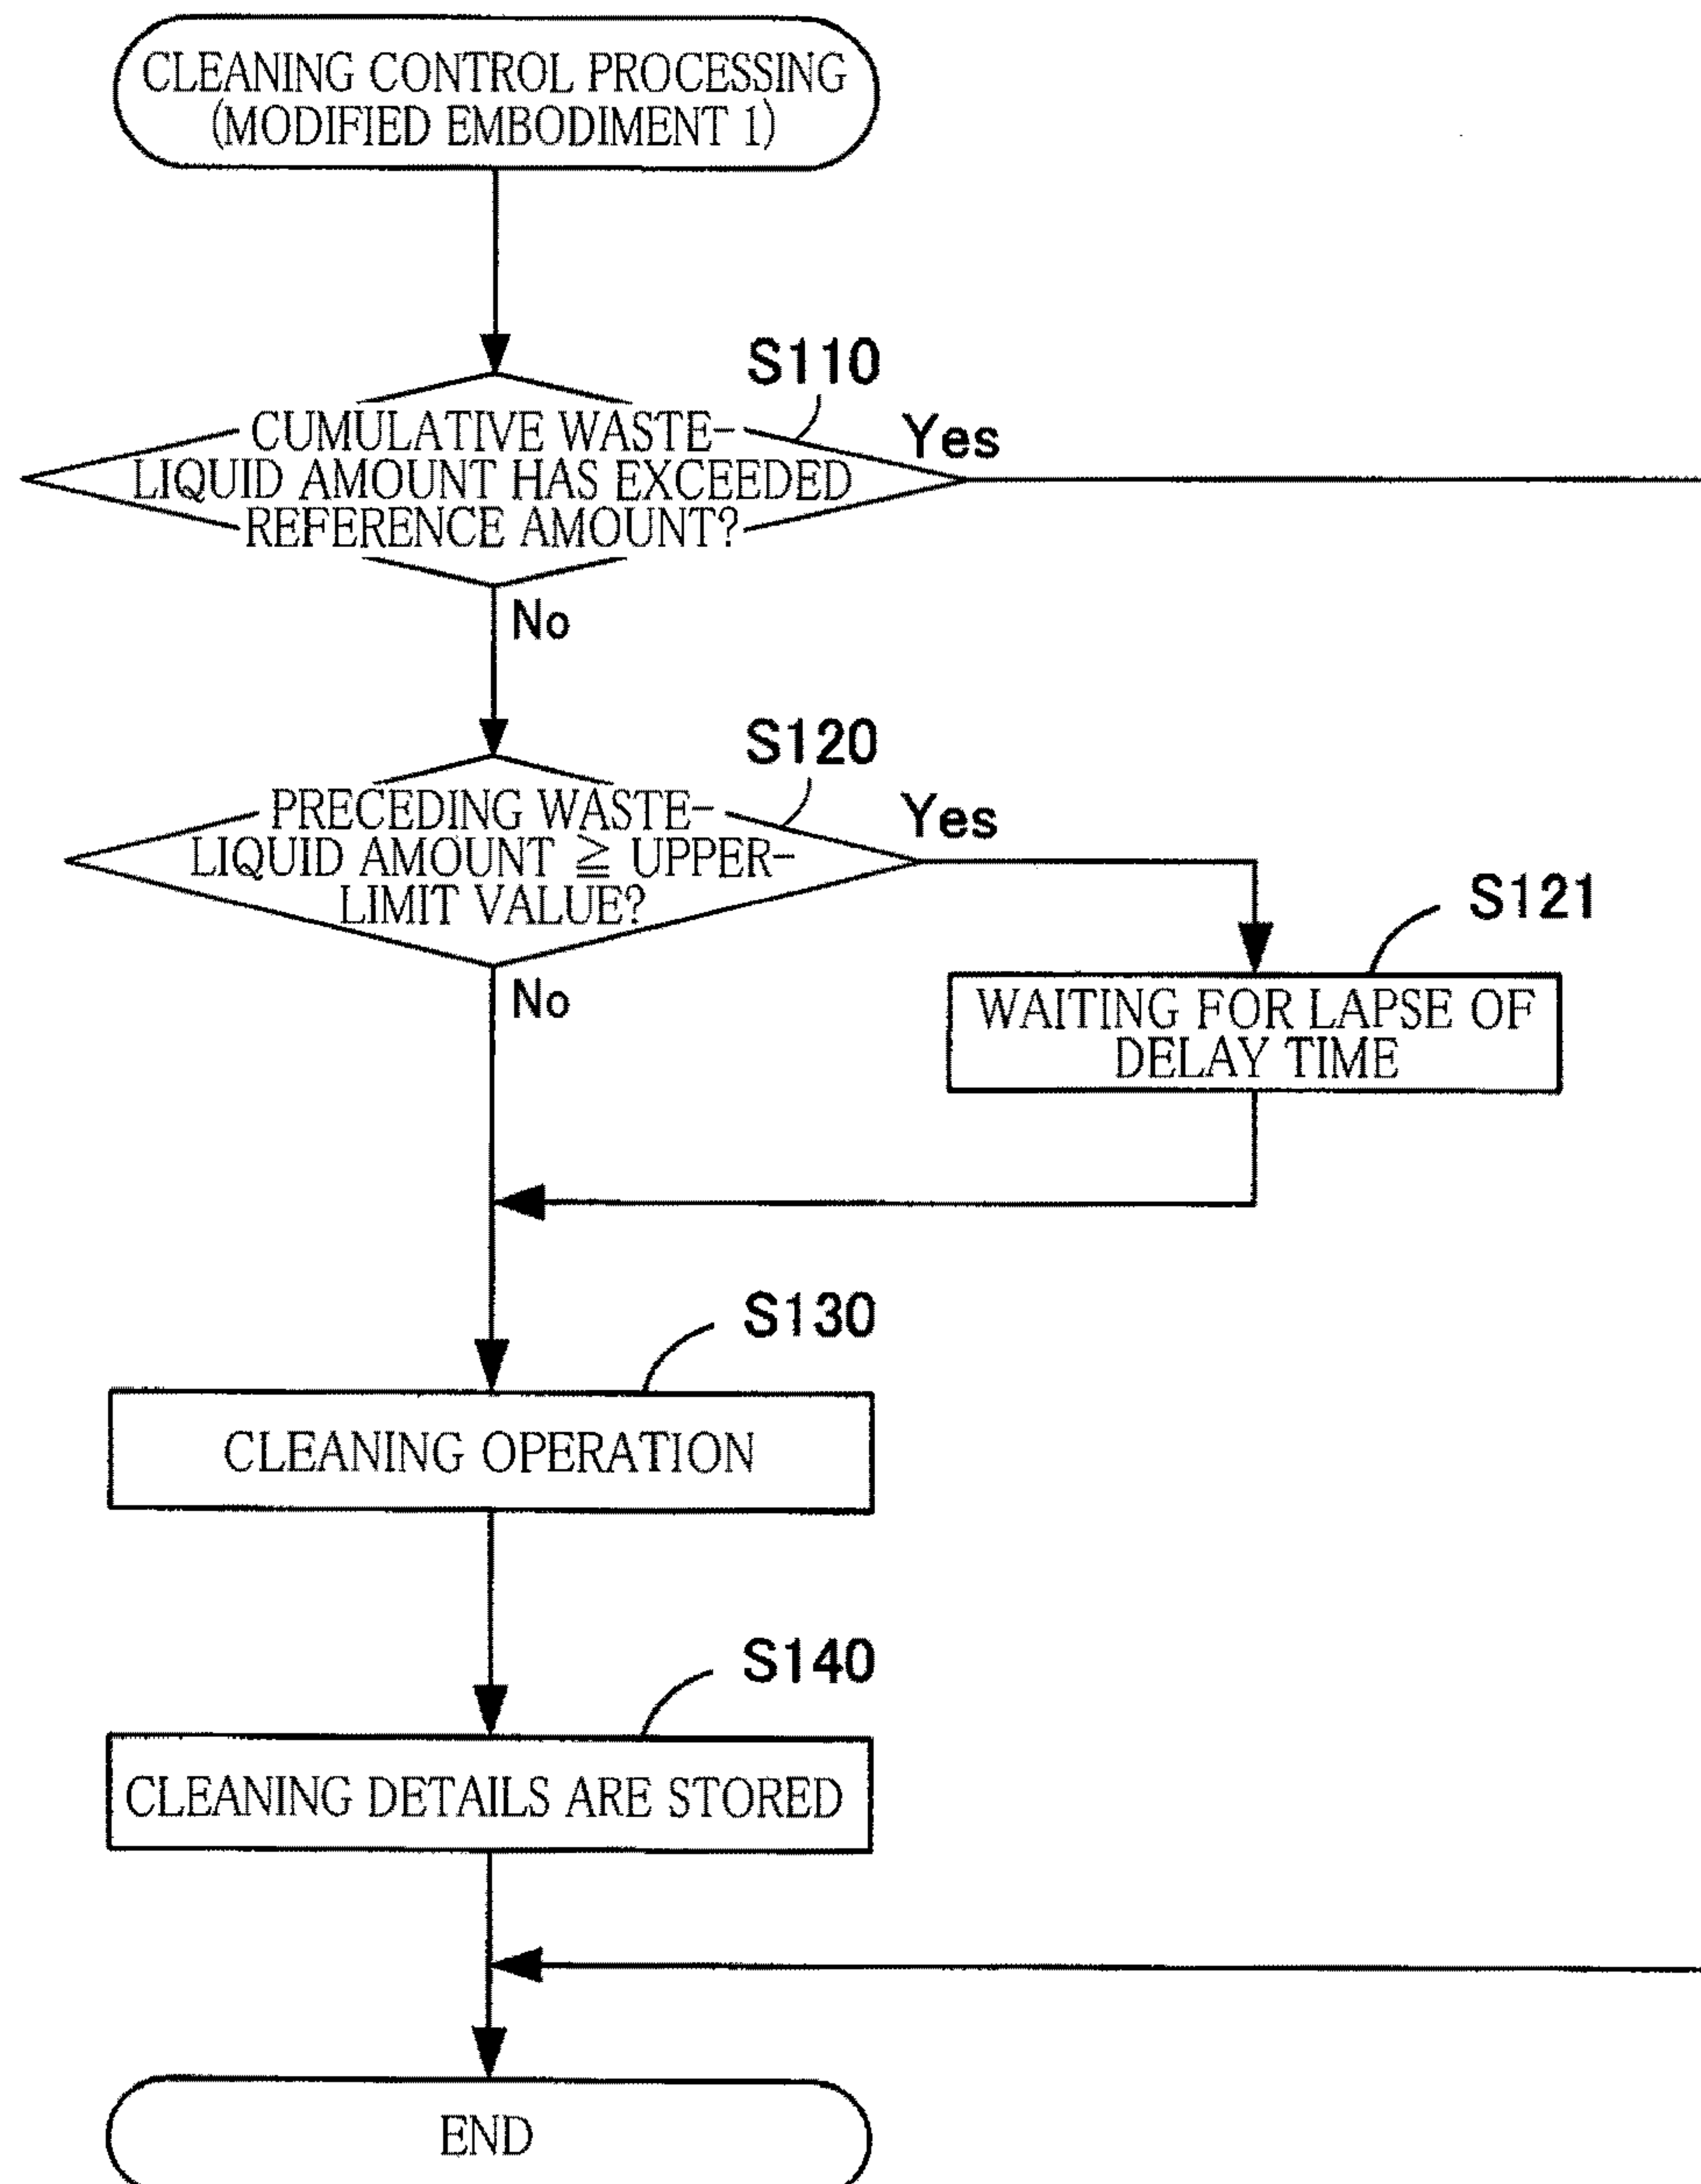 CLEANING CONTROL PROCESSING
(MODIFIED EMBODIMENT 1)
S110
CUMULATIVE WASTE-
LIQUID AMOUNT HAS EXCEEDED
REFERENCE AMOUNT?
Yes
No
S120
PRECEDING WASTE-
LIQUID AMOUNT ≧ UPPER-
LIMIT VALUE?
Yes
No
S121
WAITING FOR LAPSE OF
DELAY TIME
S130
CLEANING OPERATION
S140
CLEANING DETAILS ARE STORED
END